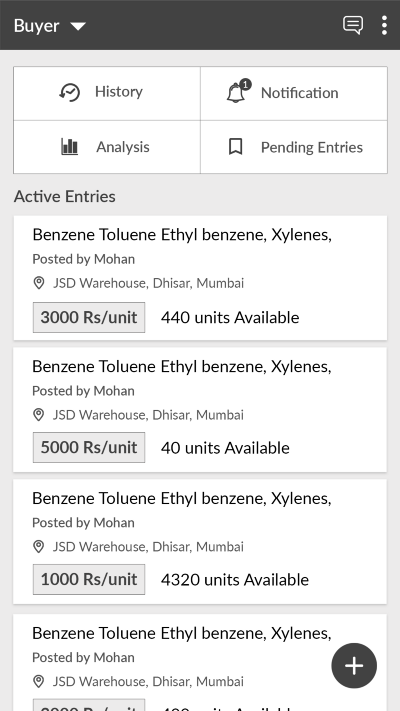 Buyer
History
1
Notification
Analysis
Pending Entries
Active Entries
Benzene Toluene Ethyl benzene, Xylenes,
Posted by Mohan
JSD Warehouse, Dhisar, Mumbai
3000 Rs/unit 440 units Available
Benzene Toluene Ethyl benzene, Xylenes,
Posted by Mohan
JSD Warehouse, Dhisar, Mumbai
5000 Rs/unit 40 units Available
Benzene Toluene Ethyl benzene, Xylenes,
Posted by Mohan
JSD Warehouse, Dhisar, Mumbai
1000 Rs/unit 4320 units Available
Benzene Toluene Ethyl benzene, Xylenes,
Posted by Mohan
JSD Warehouse, Dhisar, Mumbai